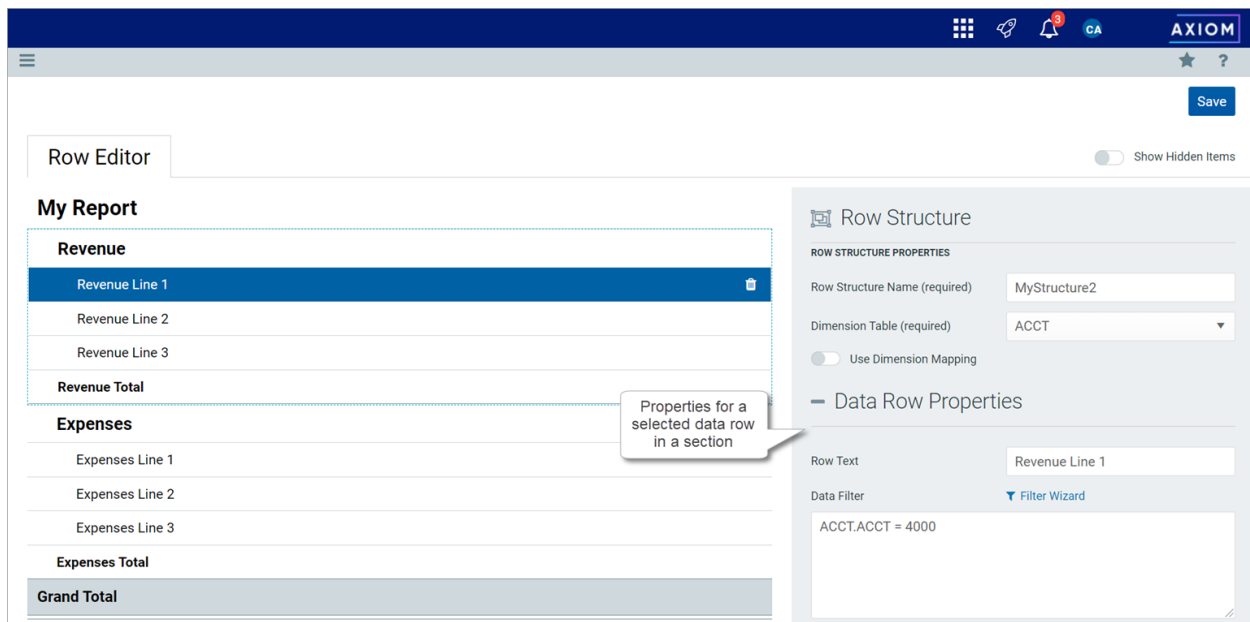 3
CA
AXIOM
?
Save
Row Editor
Show Hidden Items
My Report
Revenue
Revenue Line 1
Revenue Line 2
Revenue Line 3
Revenue Total
Expenses
Expenses Line 1
Expenses Line 2
Expenses Line 3
Expenses Total
Grand Total
Properties for a
selected data row
in a section
Row Structure
ROW STRUCTURE PROPERTIES
Row Structure Name (required) MyStructure2
Dimension Table (required) ACCT
Use Dimension Mapping
Data Row Properties
Row Text Revenue Line 1
Data Filter Filter Wizard
ACCT.ACCT = 4000